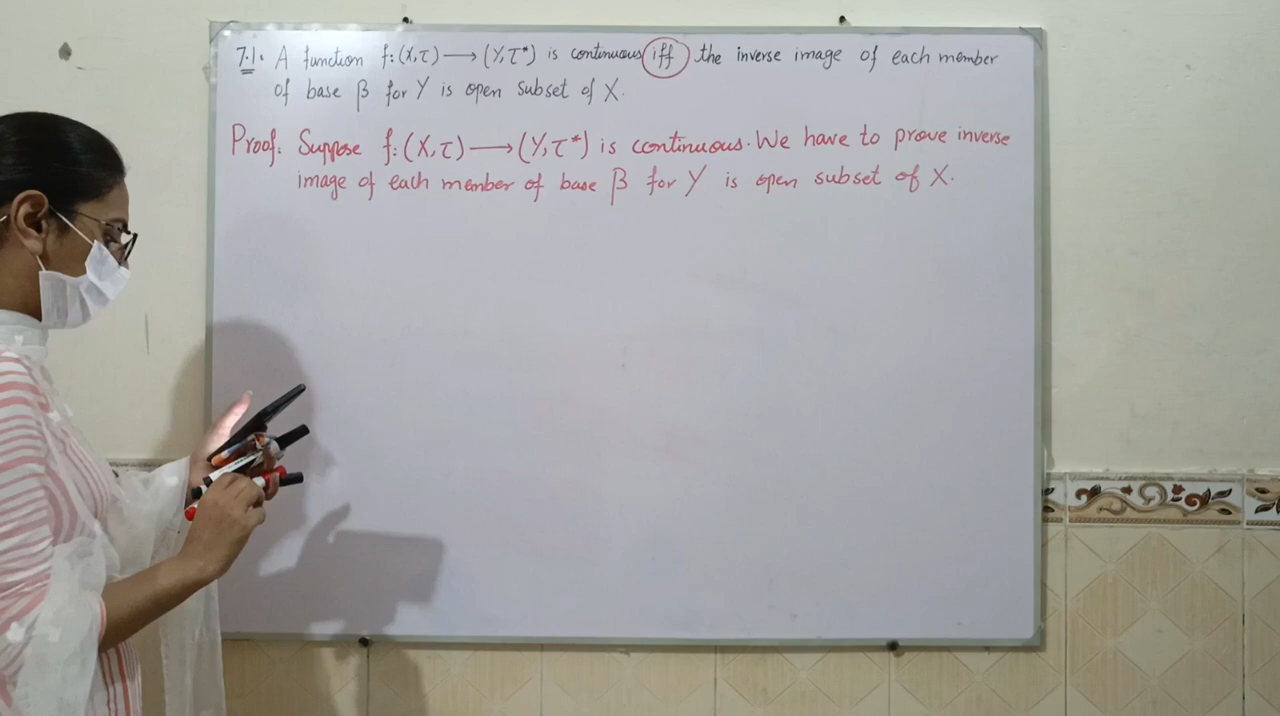 7.1: A function f: (X,τ) ⟶ (Y,τ*) is continuous iff the inverse image of each member
of base β for Y is open subset of X.
Proof: Suppose f: (X,τ) ⟶ (Y,τ*) is continuous. We have to prove inverse
image of each member of base β for Y is open subset of X.